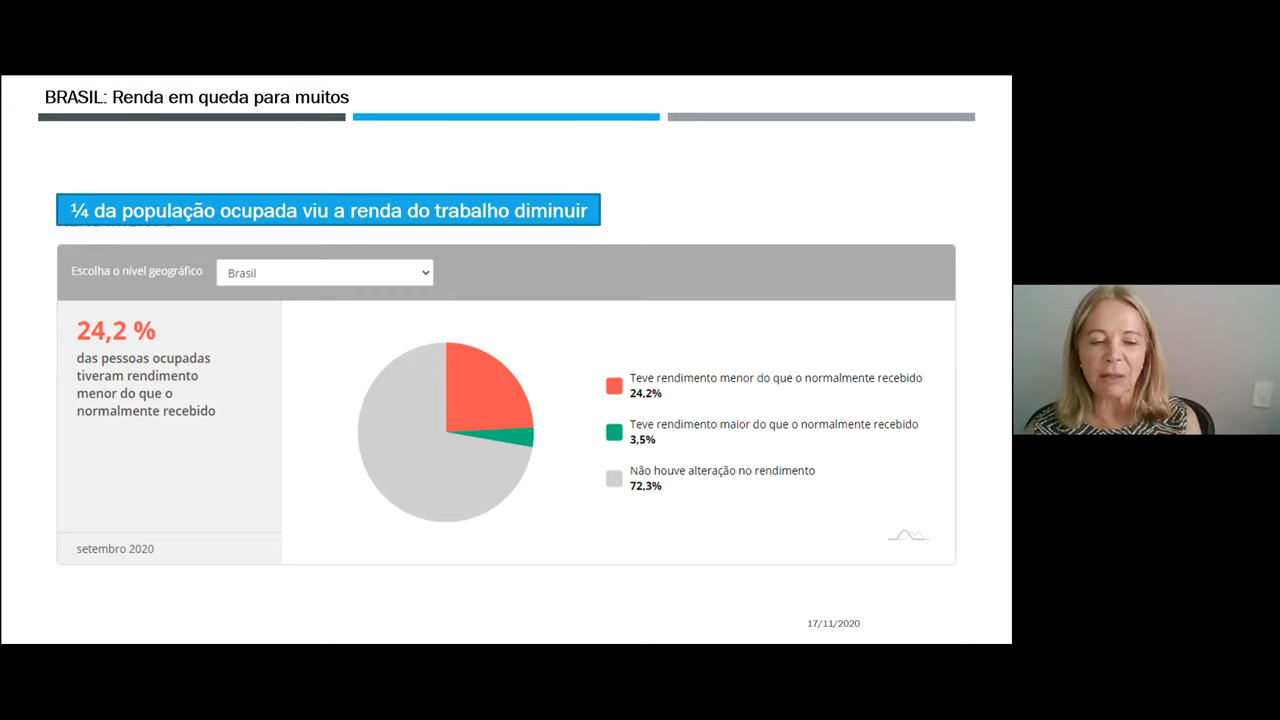 BRASIL: Renda em queda para muitos
¼ da população ocupada viu a renda do trabalho diminuir
Escolha o nível geográfico
Brasil
24,2 %
das pessoas ocupadas
tiveram rendimento
menor do que o
normalmente recebido
setembro 2020
Teve rendimento menor do que o normalmente recebido
24,2%
Teve rendimento maior do que o normalmente recebido
3,5%
Não houve alteração no rendimento
72,3%
17/11/2020